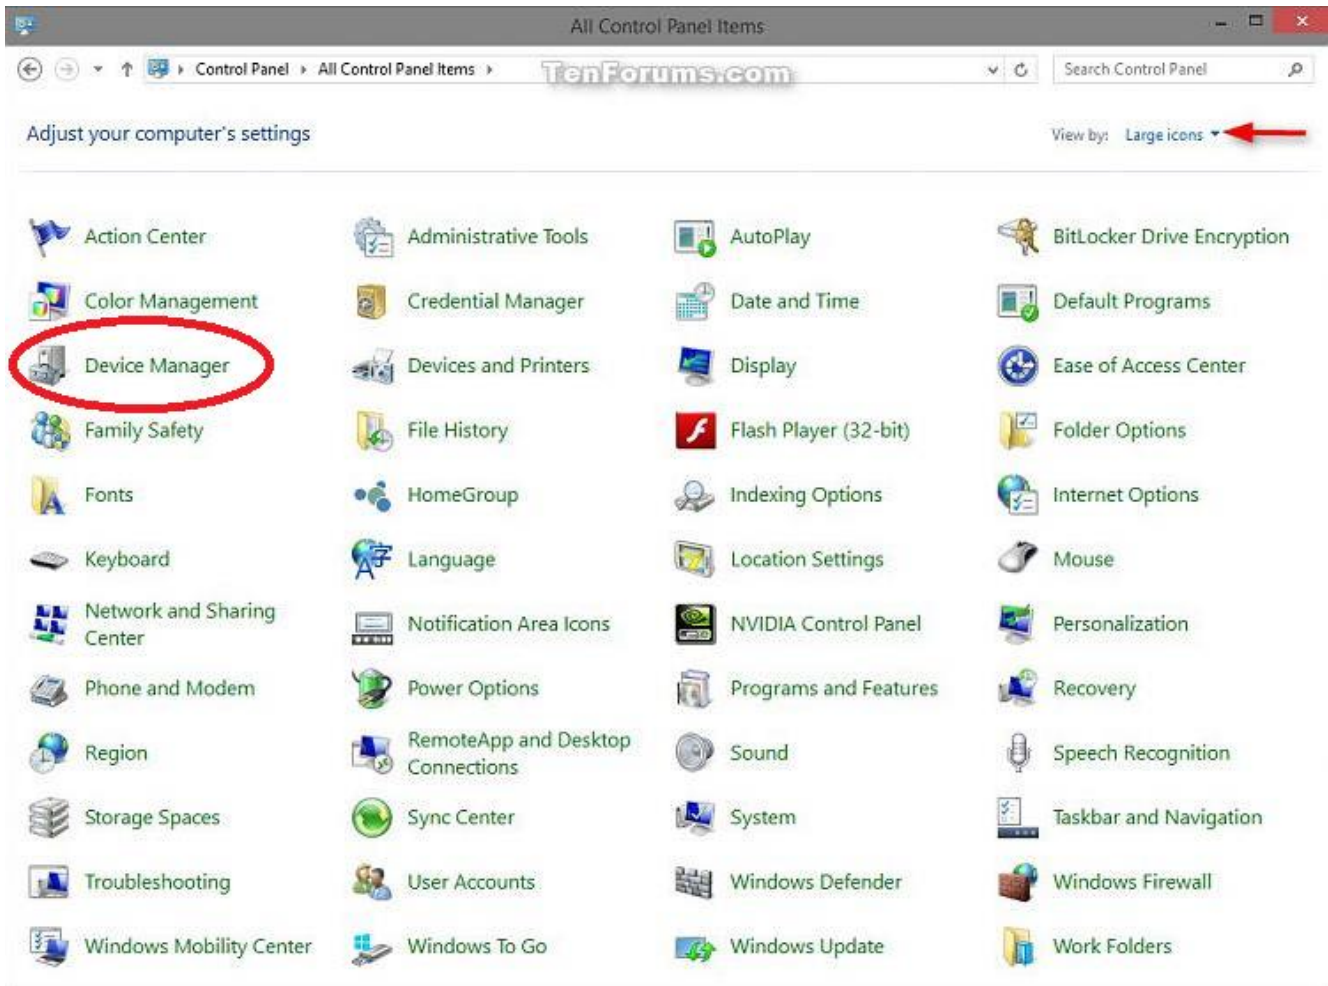 All Control Panel Items
Control Panel All Control Panel Items
TenForums.com
Search Control Panel
Adjust your computer's settings
View by: Large icons
Action Center
Administrative Tools
AutoPlay
BitLocker Drive Encryption
Color Management
Credential Manager
Date and Time
Default Programs
Device Manager
Devices and Printers
Display
Ease of Access Center
Family Safety
File History
Flash Player (32-bit)
Folder Options
Fonts
HomeGroup
Indexing Options
Internet Options
Keyboard
Language
Location Settings
Mouse
Network and Sharing
Center
Notification Area Icons
NVIDIA Control Panel
Personalization
Phone and Modem
Power Options
Programs and Features
Recovery
Region
RemoteApp and Desktop
Connections
Sound
Speech Recognition
Storage Spaces
Sync Center
System
Taskbar and Navigation
Troubleshooting
User Accounts
Windows Defender
Windows Firewall
Windows Mobility Center
Windows To Go
Windows Update
Work Folders